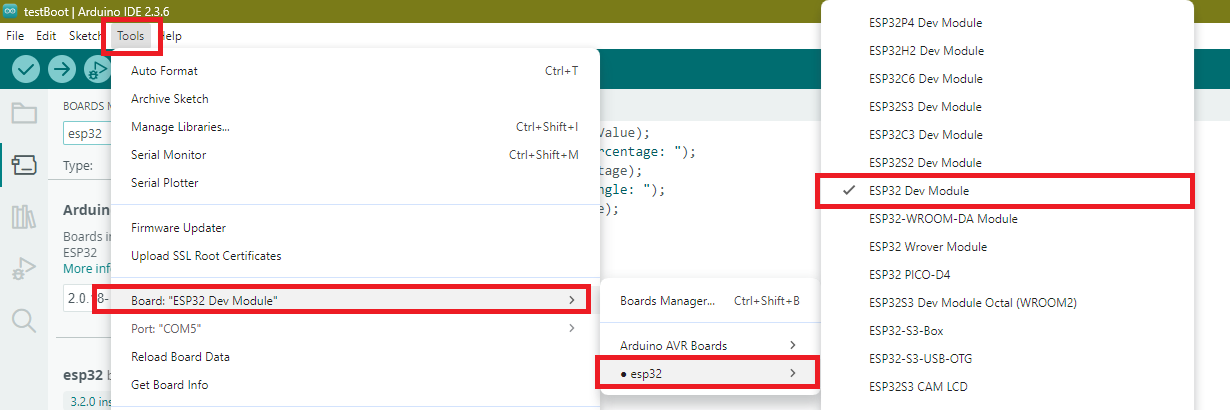 testBoot | Arduino IDE 2.3.6
File Edit Sketch Tools Help
Auto Format Ctrl+T
Archive Sketch
Manage Libraries... Ctrl+Shift+I
Serial Monitor Ctrl+Shift+M
Serial Plotter
Firmware Updater
Upload SSL Root Certificates
Board: "ESP32 Dev Module"
Port: "COM5"
Reload Board Data
Get Board Info
BOARDS M
esp32
Type:
Arduin
Boards in
ESP32
More info
esp32 b
3.2.0 ins
Value);
rcentage: ");
tage);
ngle: ");
e);
Boards Manager... Ctrl+Shift+B
Arduino AVR Boards
● esp32
ESP32P4 Dev Module
ESP32H2 Dev Module
ESP32C6 Dev Module
ESP32S3 Dev Module
ESP32C3 Dev Module
ESP32S2 Dev Module
ESP32 Dev Module
ESP32-WROOM-DA Module
ESP32 Wrover Module
ESP32 PICO-D4
ESP32S3 Dev Module Octal (WROOM2)
ESP32-S3-Box
ESP32-S3-USB-OTG
ESP32S3 CAM LCD